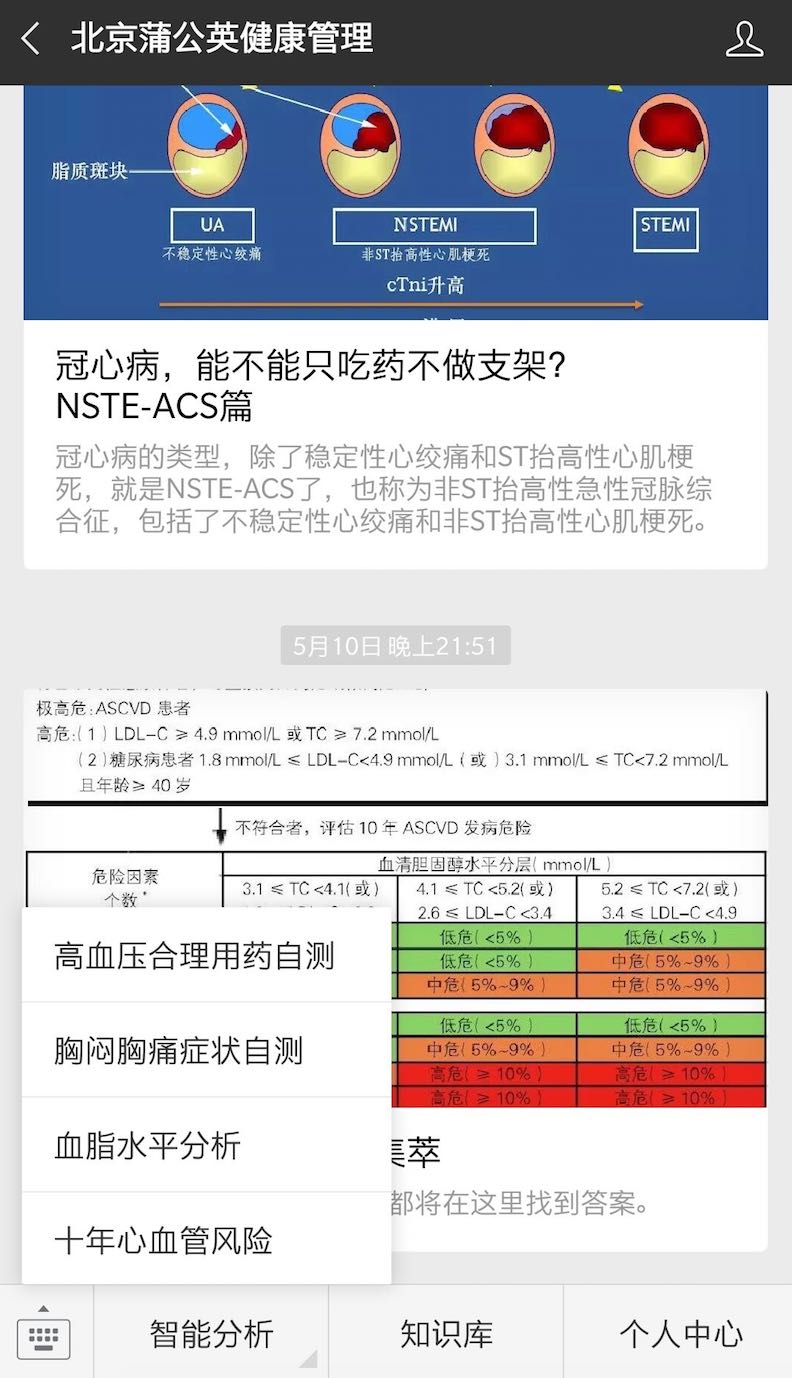 北京蒲公英健康管理
脂质斑块
UA
NSTEMI
STEMI
不稳定性心绞痛
非ST抬高性心肌梗死
cTni升高
冠心病，能不能只吃药不做支架？
NSTE-ACS篇
冠心病的类型，除了稳定性心绞痛和ST抬高性心肌梗
死，就是NSTE-ACS了，也称为非ST抬高性急性冠脉综
合征，包括了不稳定性心绞痛和非ST抬高性心肌梗死。
5月10日 晚上21:51
极高危:ASCVD 患者
高危:(1) LDL-C ≥ 4.9 mmol/L 或 TC ≥ 7.2 mmol/L
(2)糖尿病患者 1.8 mmol/L ≤ LDL-C<4.9 mmol/L (或) 3.1 mmol/L ≤ TC<7.2 mmol/L
且年龄≥ 40 岁
不符合者，评估 10 年 ASCVD 发病危险
危险因素
个数*
血清胆固醇水平分层( mmol/L )
3.1 ≤ TC <4.1(或)
4.1 ≤ TC <5.2(或)
5.2 ≤ TC <7.2(或)
2.6 ≤ LDL-C <3.4
3.4 ≤ LDL-C <4.9
低危( <5% )
低危( <5% )
低危( <5% )
中危( 5%~9% )
中危( 5%~9% )
中危( 5%~9% )
低危( <5% )
低危( <5% )
中危( 5%~9% )
中危( 5%~9% )
高危( ≥ 10% )
高危( ≥ 10% )
高危( ≥ 10% )
高危( ≥ 10% )
集萃
都将在这里找到答案。
高血压合理用药自测
胸闷胸痛症状自测
血脂水平分析
十年心血管风险
智能分析
知识库
个人中心